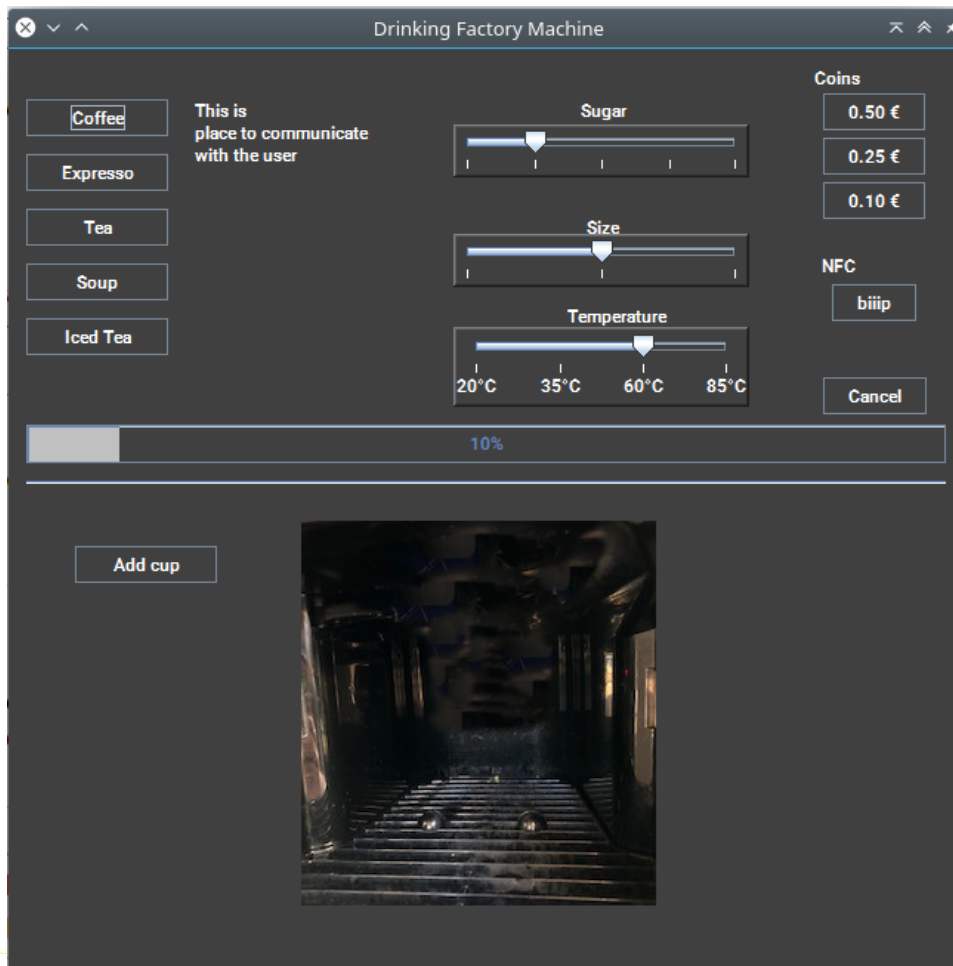 Drinking Factory Machine
Coffee
Expresso
Tea
Soup
Iced Tea
This is
place to communicate
with the user
Sugar
Size
Temperature
20°C 35°C 60°C 85°C
Coins
0.50 €
0.25 €
0.10 €
NFC
biiip
Cancel
10%
Add cup